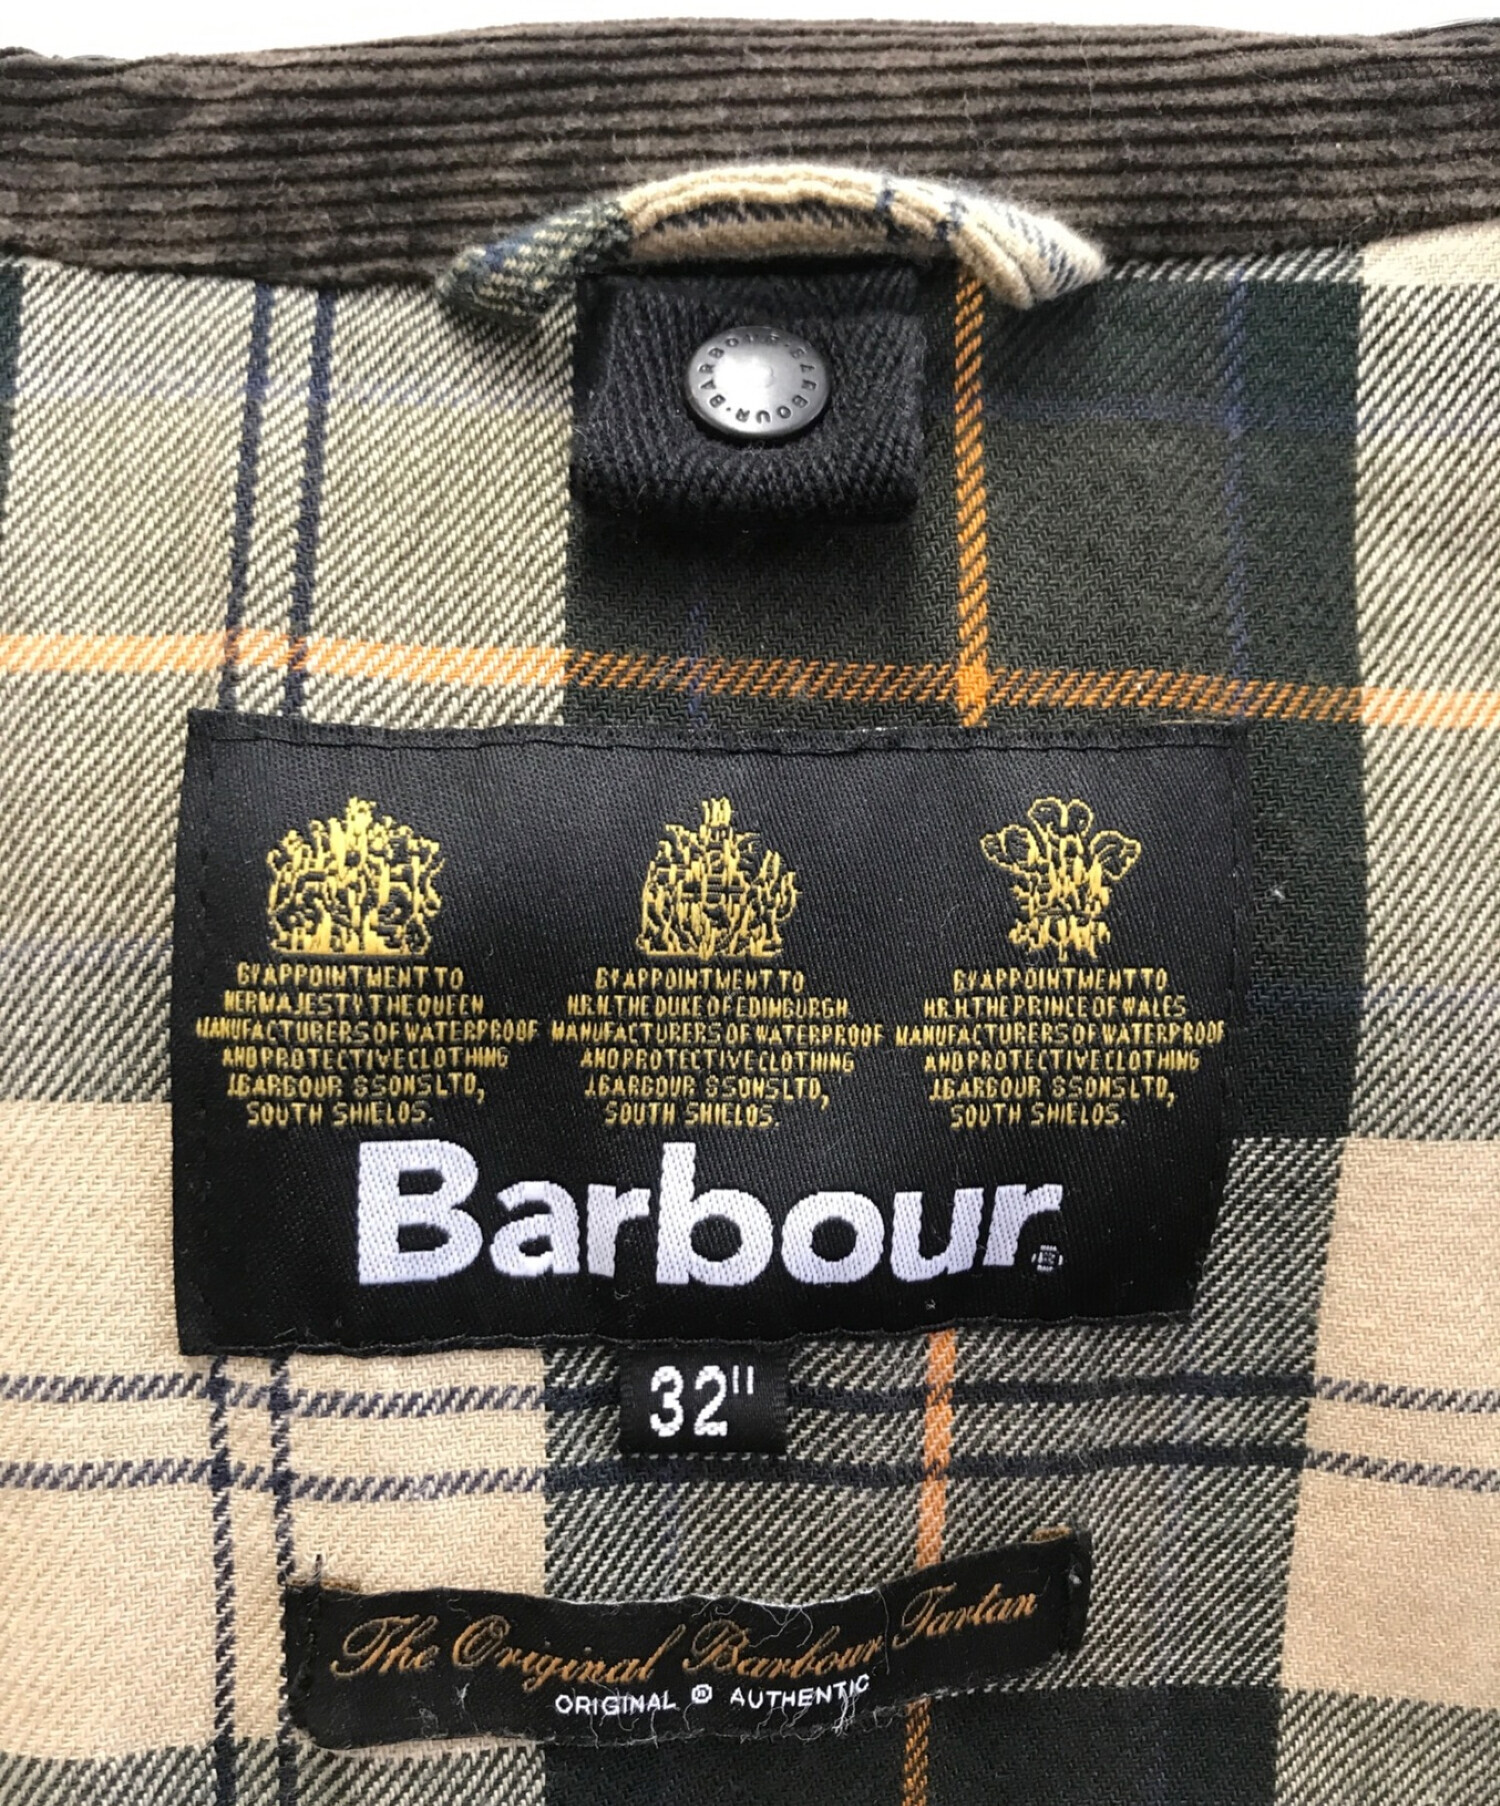 BARBOUR · BARBOUR ·
BY APPOINTMENT TO
HER MAJESTY THE QUEEN
MANUFACTURERS OF WATERPROOF
AND PROTECTIVE CLOTHING
J. BARBOUR & SONS LTD,
SOUTH SHIELDS.
BY APPOINTMENT TO
H.R.H. THE DUKE OF EDINBURGH
MANUFACTURERS OF WATERPROOF
AND PROTECTIVE CLOTHING
J. BARBOUR & SONS LTD,
SOUTH SHIELDS.
BY APPOINTMENT TO
H.R.H. THE PRINCE OF WALES
MANUFACTURERS OF WATERPROOF
AND PROTECTIVE CLOTHING
J. BARBOUR & SONS LTD,
SOUTH SHIELDS.
Barbour®
32"
The Original Barbour Tartan
ORIGINAL ® AUTHENTIC